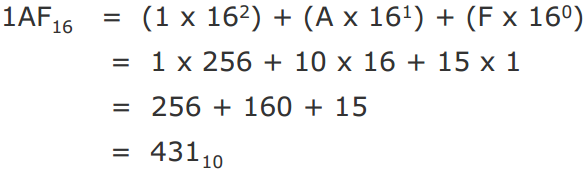 1AF₁₆ = (1 x 16²) + (A x 16¹) + (F x 16⁰)
= 1 x 256 + 10 x 16 + 15 x 1
= 256 + 160 + 15
= 431₁₀